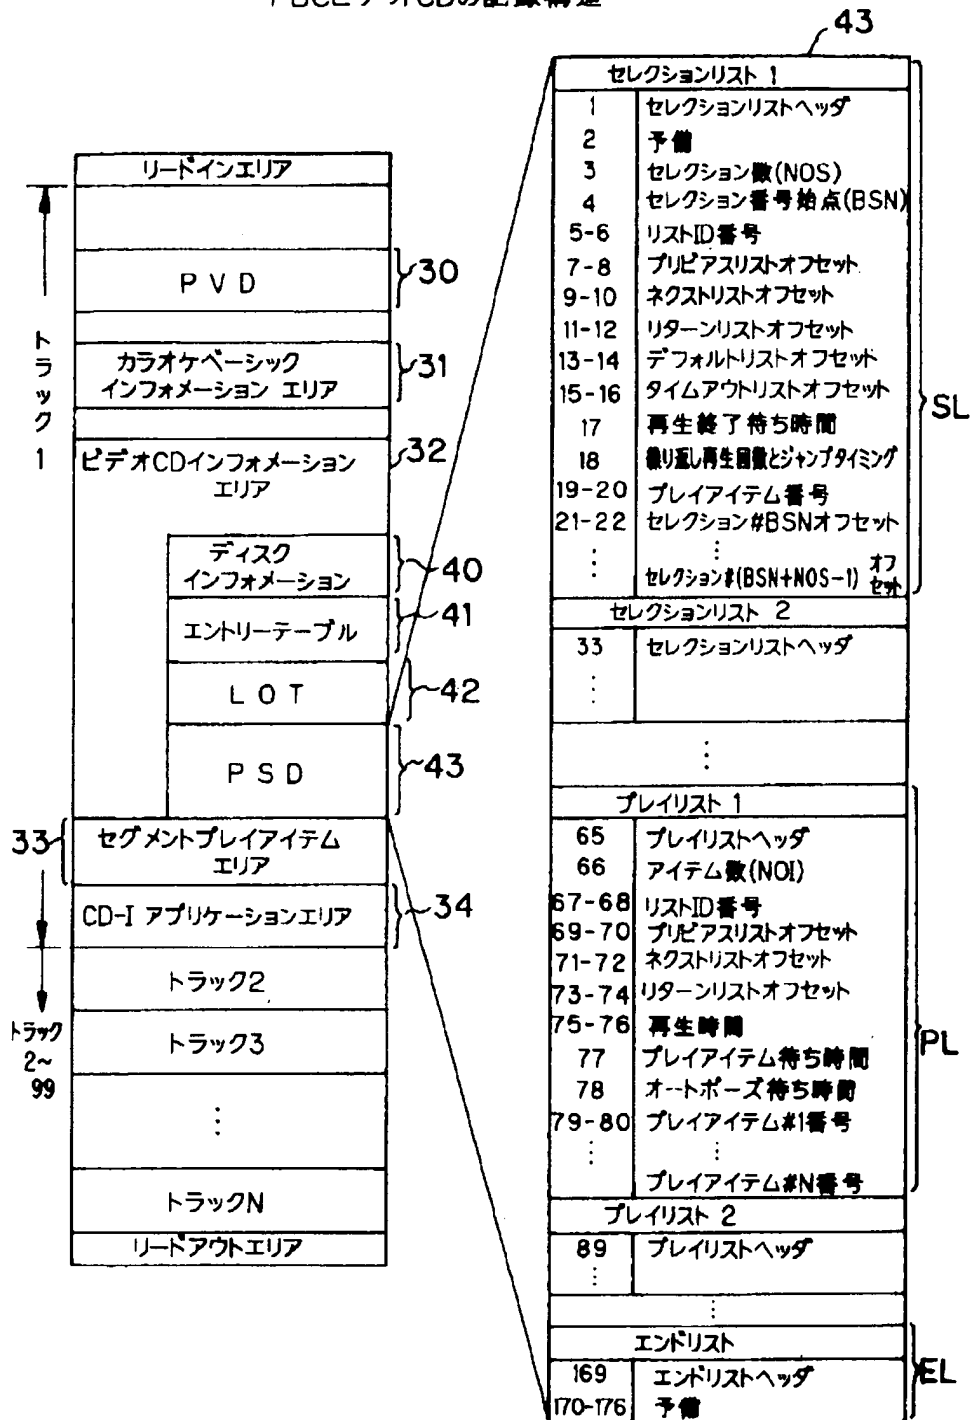 43
リードインエリア
PVD
30
カラオケベーシック
インフォメーション エリア
31
ビデオCDインフォメーション
エリア
32
ディスク
インフォメーション
40
エントリーテーブル
41
LOT
42
PSD
43
33
セグメントプレイアイテム
エリア
CD-I アプリケーションエリア
34
トラック1
トラック2
トラック3
⋮
トラックN
リードアウトエリア
トラック
2~
99
セレクションリスト 1
1 セレクションリストヘッダ
2 予備
3 セレクション数(NOS)
4 セレクション番号始点(BSN)
5-6 リストID番号
7-8 プリビアスリストオフセット
9-10 ネクストリストオフセット
11-12 リターンリストオフセット
13-14 デフォルトリストオフセット
15-16 タイムアウトリストオフセット
17 再生終了待ち時間
18 繰り返し再生回数とジャンプタイミング
19-20 プレイアイテム番号
21-22 セレクション#BSNオフセット
⋮ ⋮
セレクション#(BSN+NOS-1) オフセット
SL
セレクションリスト 2
33 セレクションリストヘッダ
⋮
⋮
プレイリスト 1
65 プレイリストヘッダ
66 アイテム数(NOI)
67-68 リストID番号
69-70 プリビアスリストオフセット
71-72 ネクストリストオフセット
73-74 リターンリストオフセット
75-76 再生時間
77 プレイアイテム待ち時間
78 オートポーズ待ち時間
79-80 プレイアイテム#1番号
⋮ ⋮
プレイアイテム#N番号
PL
プレイリスト 2
89 プレイリストヘッダ
⋮
⋮
エンドリスト
169 エンドリストヘッダ
170-176 予備
EL